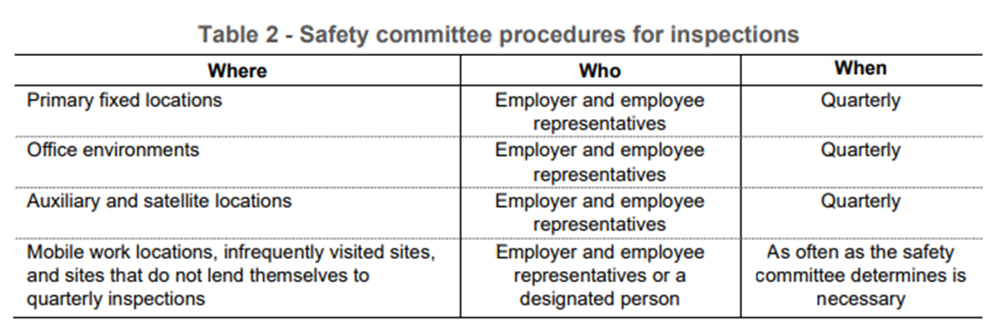 Table 2 - Safety committee procedures for inspections
Where Who When
Primary fixed locations Employer and employee Quarterly
representatives
Office environments Employer and employee Quarterly
representatives
Auxiliary and satellite locations Employer and employee Quarterly
representatives
Mobile work locations, infrequently visited sites, Employer and employee As often as the safety
and sites that do not lend themselves to representatives or a committee determines is
quarterly inspections designated person necessary